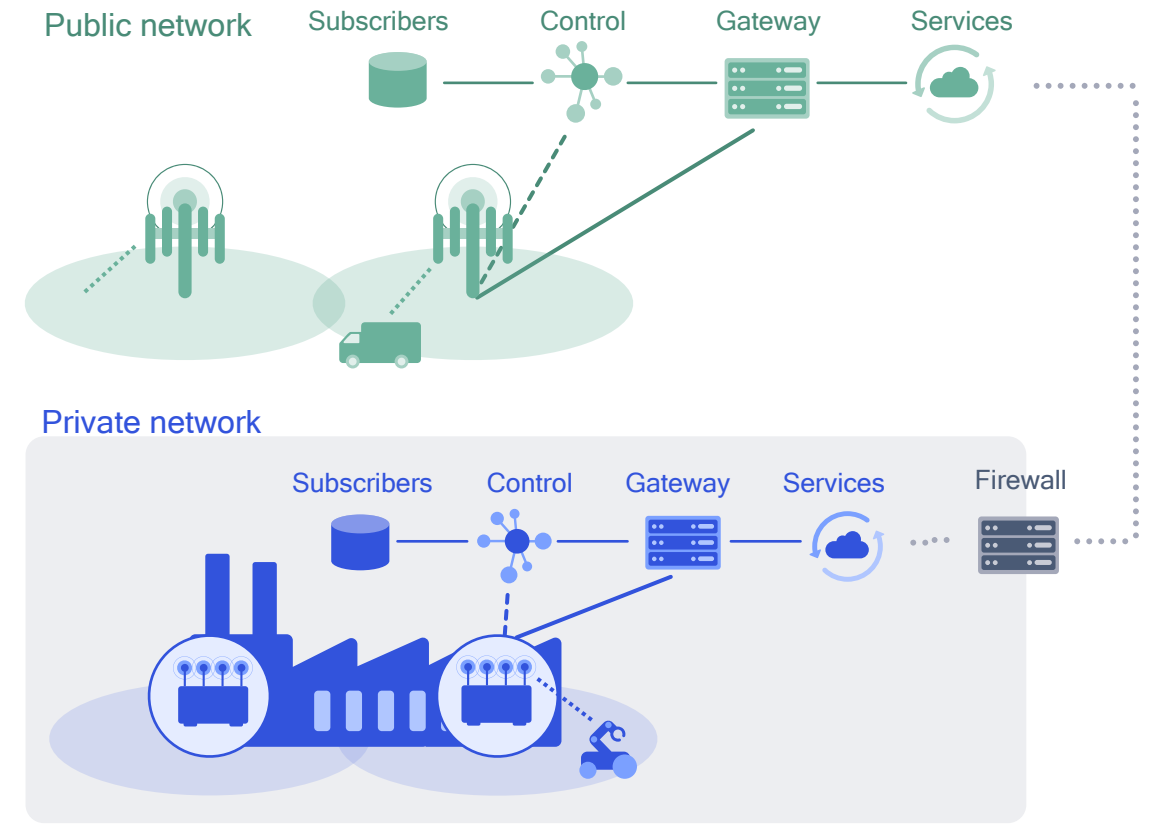 Public network
Subscribers
Control
Gateway
Services
Private network
Subscribers
Control
Gateway
Services
Firewall